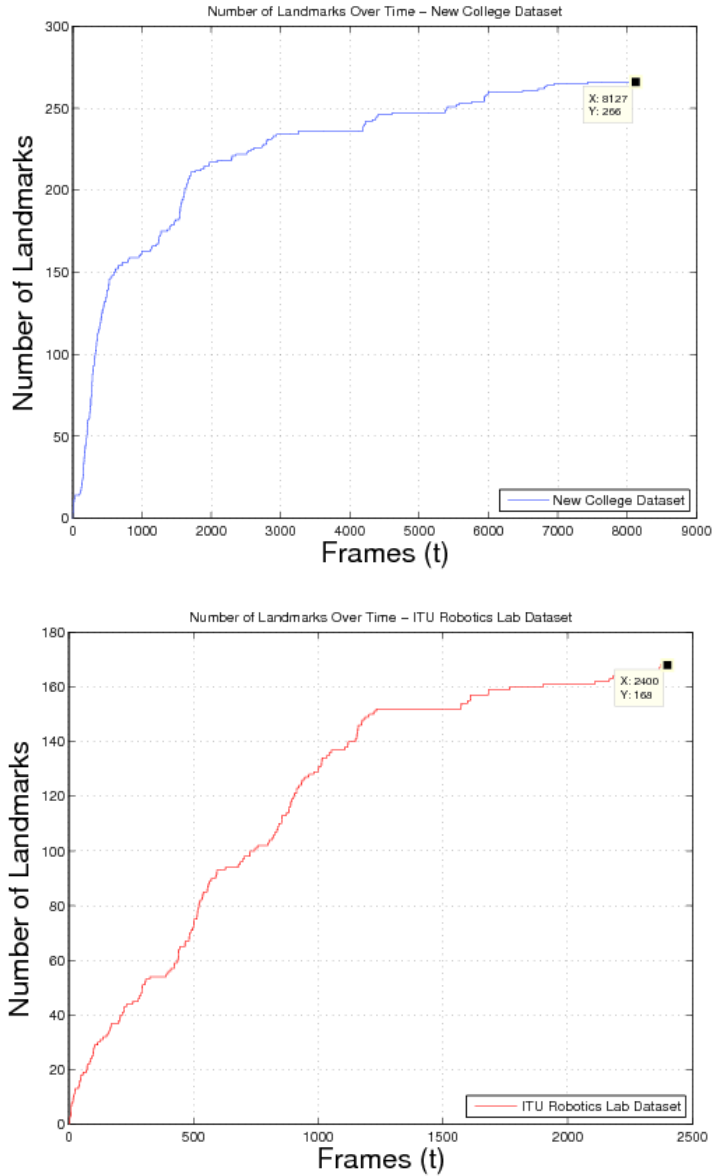 Number of Landmarks Over Time – New College Dataset
300
250
200
150
100
50
0
Number of Landmarks
X: 8127
Y: 266
New College Dataset
0 1000 2000 3000 4000 5000 6000 7000 8000 9000
Frames (t)
Number of Landmarks Over Time – ITU Robotics Lab Dataset
180
160
140
120
100
80
60
40
20
0
Number of Landmarks
X: 2400
Y: 168
ITU Robotics Lab Dataset
0 500 1000 1500 2000 2500
Frames (t)